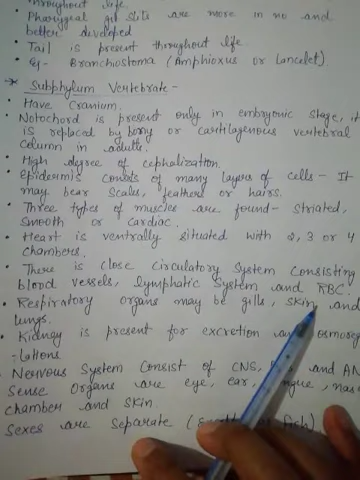 throughout life.
Pharyngeal gill slits are more in no and
better developed
Tail is present throughout life.
Eg- Branchiostoma (Amphioxus or Lancelet).
Subphylum Vertebrate -
Have Cranium.
Notochord is present only in embryonic stage, it
is replaced by bony or cartilagenous vertebral
column in adults.
High degree of cephalization.
epidermis consists of many layers of cells - It
may bear scales, feathers or hairs.
Three types of muscles are found - striated,
smooth or cardiac.
Heart is ventrally situated with 2, 3 or 4
chambers.
There is close circulatory system consisting
blood vessels, lymphatic system and RBC.
Respiratory organs may be gills, skin and
lungs.
Kidney is present for excretion and osmoreg
-lations
Nervous System Consist of CNS, and AN
Sense organs are eye, ear, nas
chamber and skin.
Sexes are separate ( fish)